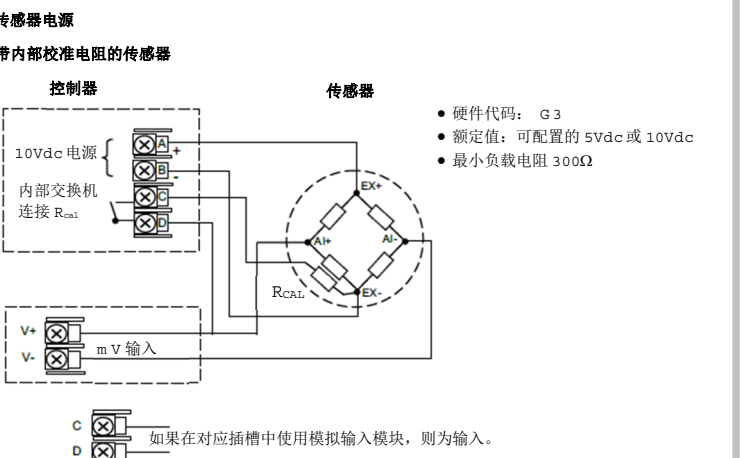 传感器电源
带内部校准电阻的传感器
控制器
传感器
● 硬件代码: G3
● 额定值：可配置的 5Vdc 或 10Vdc
● 最小负载电阻 300Ω
10Vdc 电源
A
+
B
-
内部交换机
连接 Rcal
C
D
EX+
AI+
AI-
RCAL
EX-
V+
V-
mV 输入
C
D
如果在对应插槽中使用模拟输入模块，则为输入。